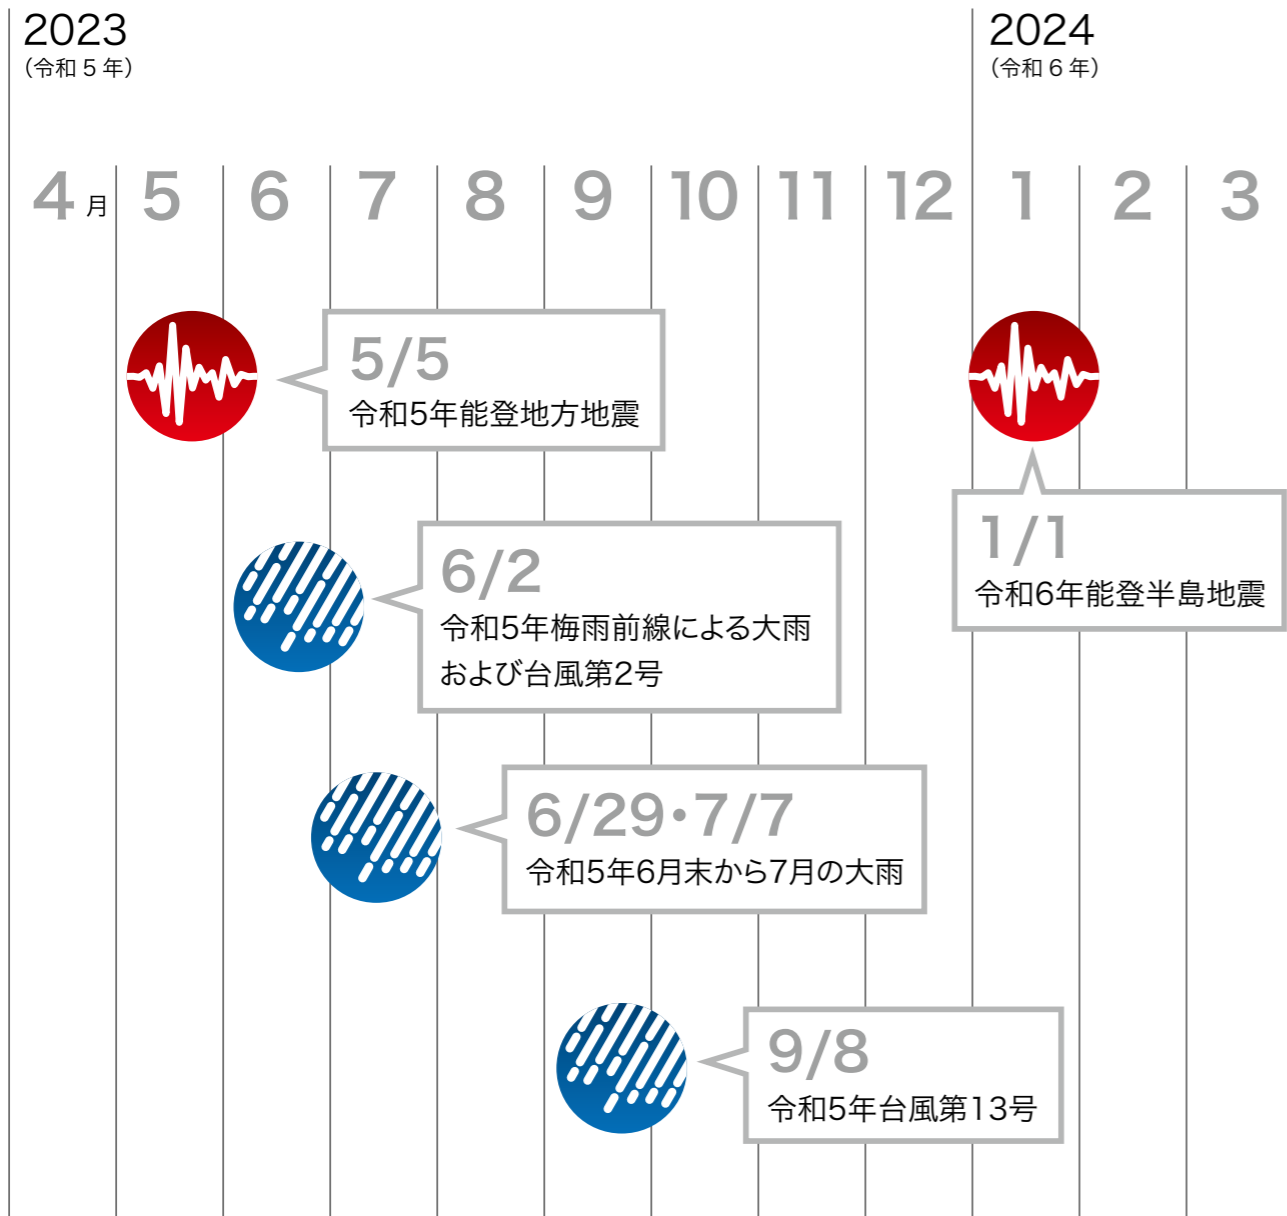 2023
（令和5年）
2024
（令和6年）
4月 5 6 7 8 9 10 11 12 1 2 3
5/5
令和5年能登地方地震
1/1
令和6年能登半島地震
6/2
令和5年梅雨前線による大雨
および台風第2号
6/29・7/7
令和5年6月末から7月の大雨
9/8
令和5年台風第13号